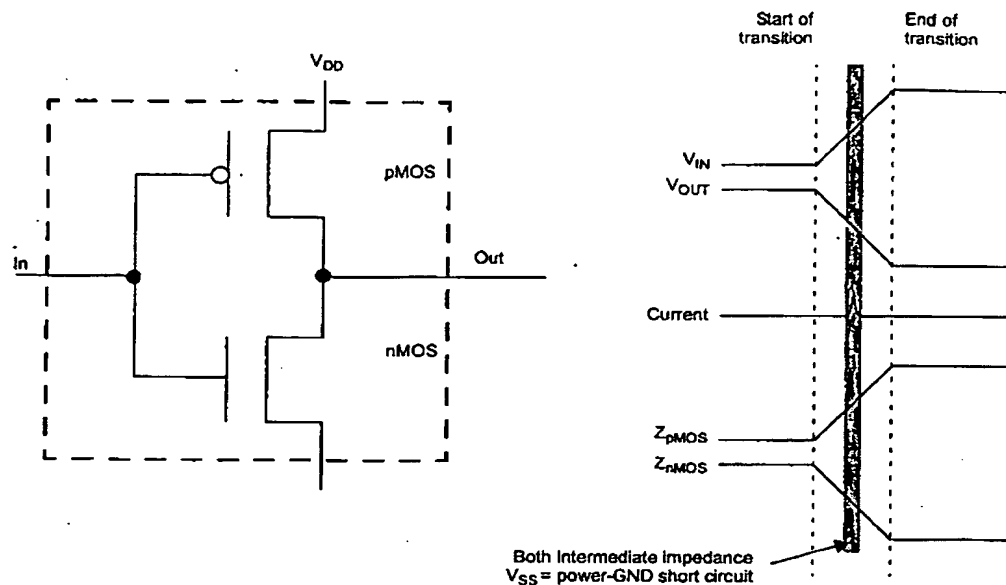 Start of
transition
End of
transition
VDD
pMOS
In
Out
nMOS
VIN
VOUT
Current
ZpMOS
ZnMOS
Both Intermediate Impedance
VSS = power-GND short circuit